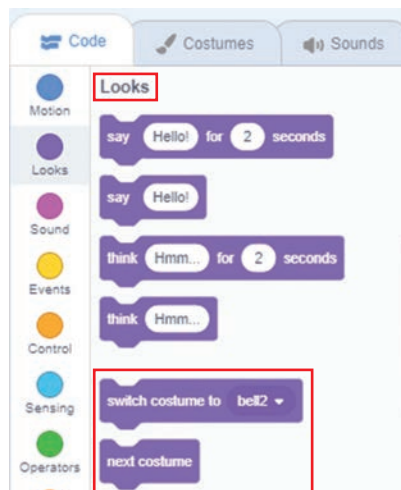 Code Costumes Sounds
Looks
Motion
say Hello! for 2 seconds
Looks
say Hello!
Sound
think Hmm... for 2 seconds
Events
think Hmm...
Control
switch costume to bell2
Sensing
next costume
Operators